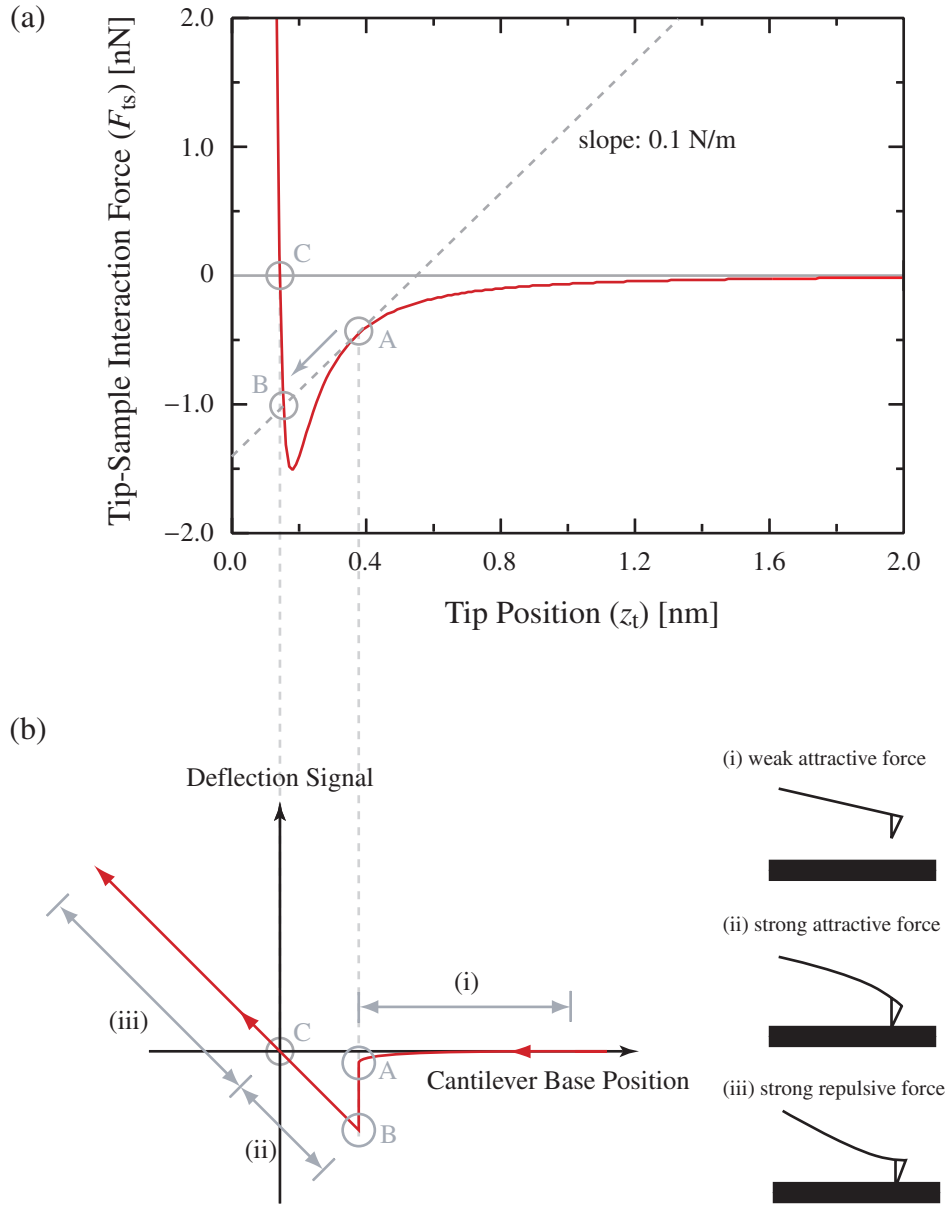 (a)
Tip-Sample Interaction Force (F_ts) [nN]
2.0
1.0
0
−1.0
−2.0
slope: 0.1 N/m
C
A
B
0.0 0.4 0.8 1.2 1.6 2.0
Tip Position (z_t) [nm]
(b)
Deflection Signal
(i) weak attractive force
(ii) strong attractive force
(i)
(iii)
C
A
Cantilever Base Position
(iii) strong repulsive force
B
(ii)